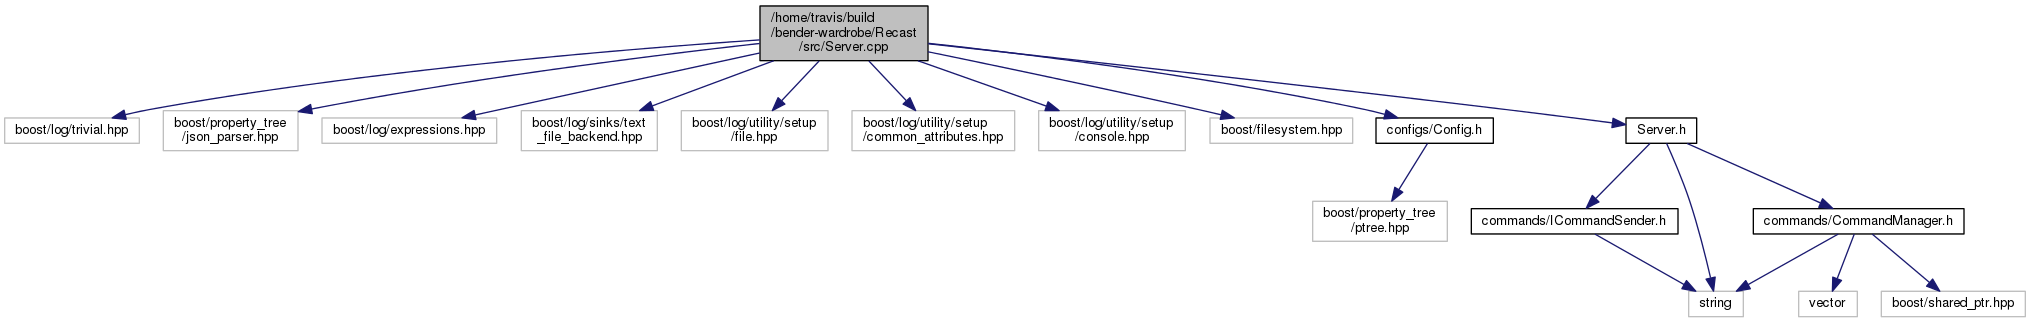 /home/travis/build
/bender-wardrobe/Recast
/src/Server.cpp
boost/log/trivial.hpp
boost/property_tree
/json_parser.hpp
boost/log/expressions.hpp
boost/log/sinks/text
_file_backend.hpp
boost/log/utility/setup
/file.hpp
boost/log/utility/setup
/common_attributes.hpp
boost/log/utility/setup
/console.hpp
boost/filesystem.hpp
configs/Config.h
Server.h
boost/property_tree
/ptree.hpp
commands/ICommandSender.h
commands/CommandManager.h
string
vector
boost/shared_ptr.hpp